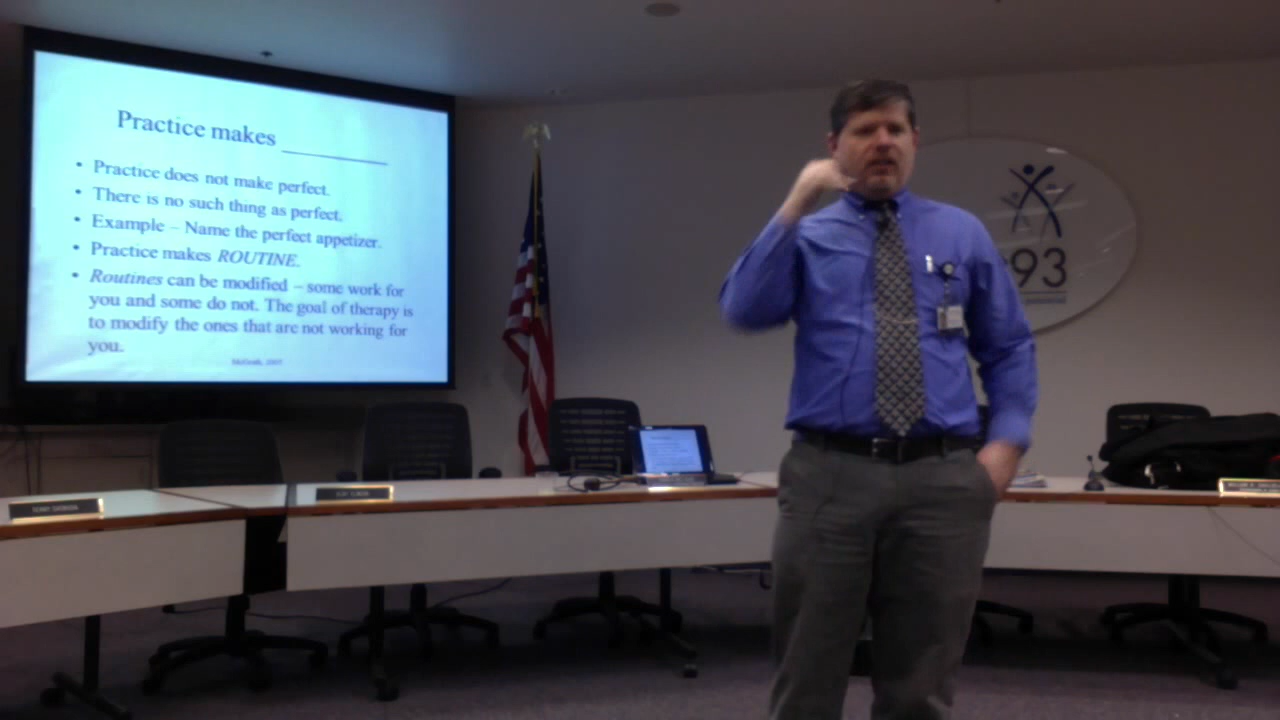 Practice makes ________
• Practice does not make perfect.
• There is no such thing as perfect.
• Example – Name the perfect appetizer.
• Practice makes ROUTINE.
• Routines can be modified – some work for
you and some do not. The goal of therapy is
to modify the ones that are not working for
you.
93